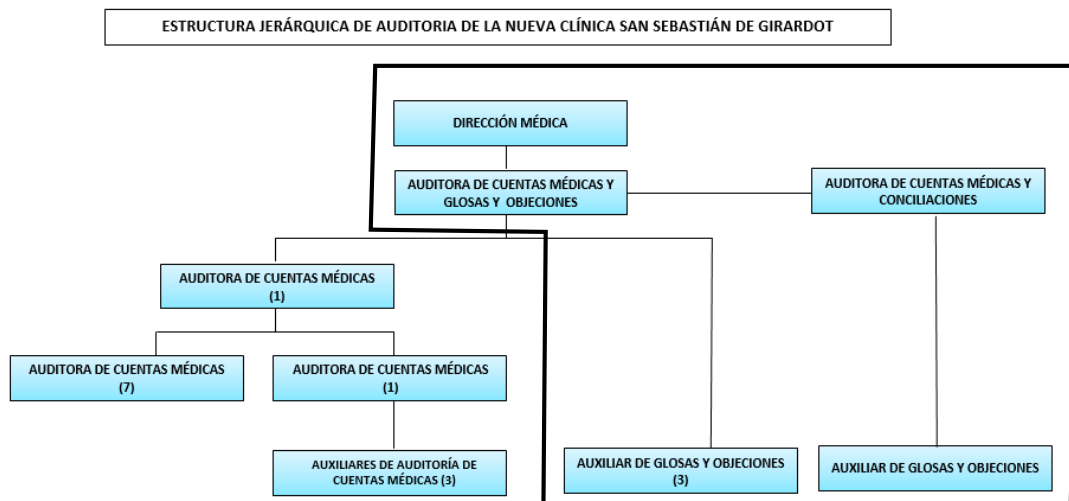 ESTRUCTURA JERÁRQUICA DE AUDITORIA DE LA NUEVA CLÍNICA SAN SEBASTIÁN DE GIRARDOT
DIRECCIÓN MÉDICA
AUDITORA DE CUENTAS MÉDICAS Y
GLOSAS Y OBJECIONES
AUDITORA DE CUENTAS MÉDICAS Y
CONCILIACIONES
AUDITORA DE CUENTAS MÉDICAS
(1)
AUDITORA DE CUENTAS MÉDICAS
(7)
AUDITORA DE CUENTAS MÉDICAS
(1)
AUXILIARES DE AUDITORÍA DE
CUENTAS MÉDICAS (3)
AUXILIAR DE GLOSAS Y OBJECIONES
(3)
AUXILIAR DE GLOSAS Y OBJECIONES